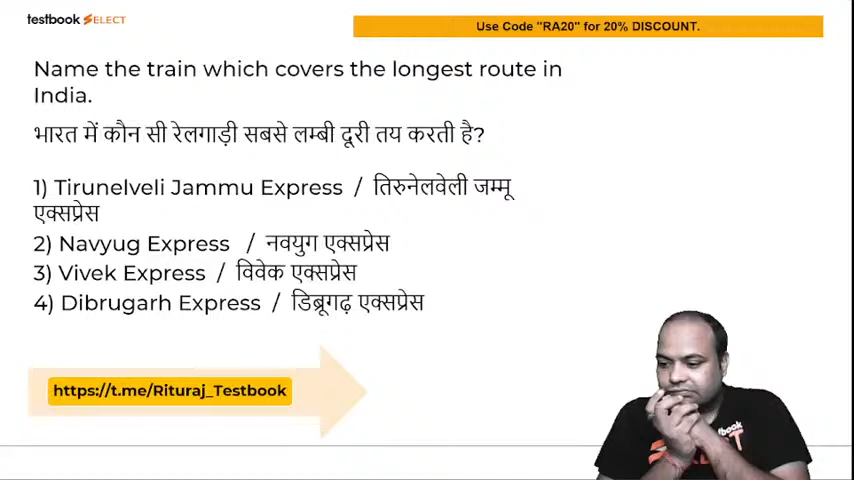 testbook SELECT
Use Code "RA20" for 20% DISCOUNT.
Name the train which covers the longest route in
India.
भारत में कौन सी रेलगाड़ी सबसे लम्बी दूरी तय करती है?
1) Tirunelveli Jammu Express / तिरुनेलवेली जम्मू
एक्सप्रेस
2) Navyug Express / नवयुग एक्सप्रेस
3) Vivek Express / विवेक एक्सप्रेस
4) Dibrugarh Express / डिब्रूगढ़ एक्सप्रेस
https://t.me/Rituraj_Testbook